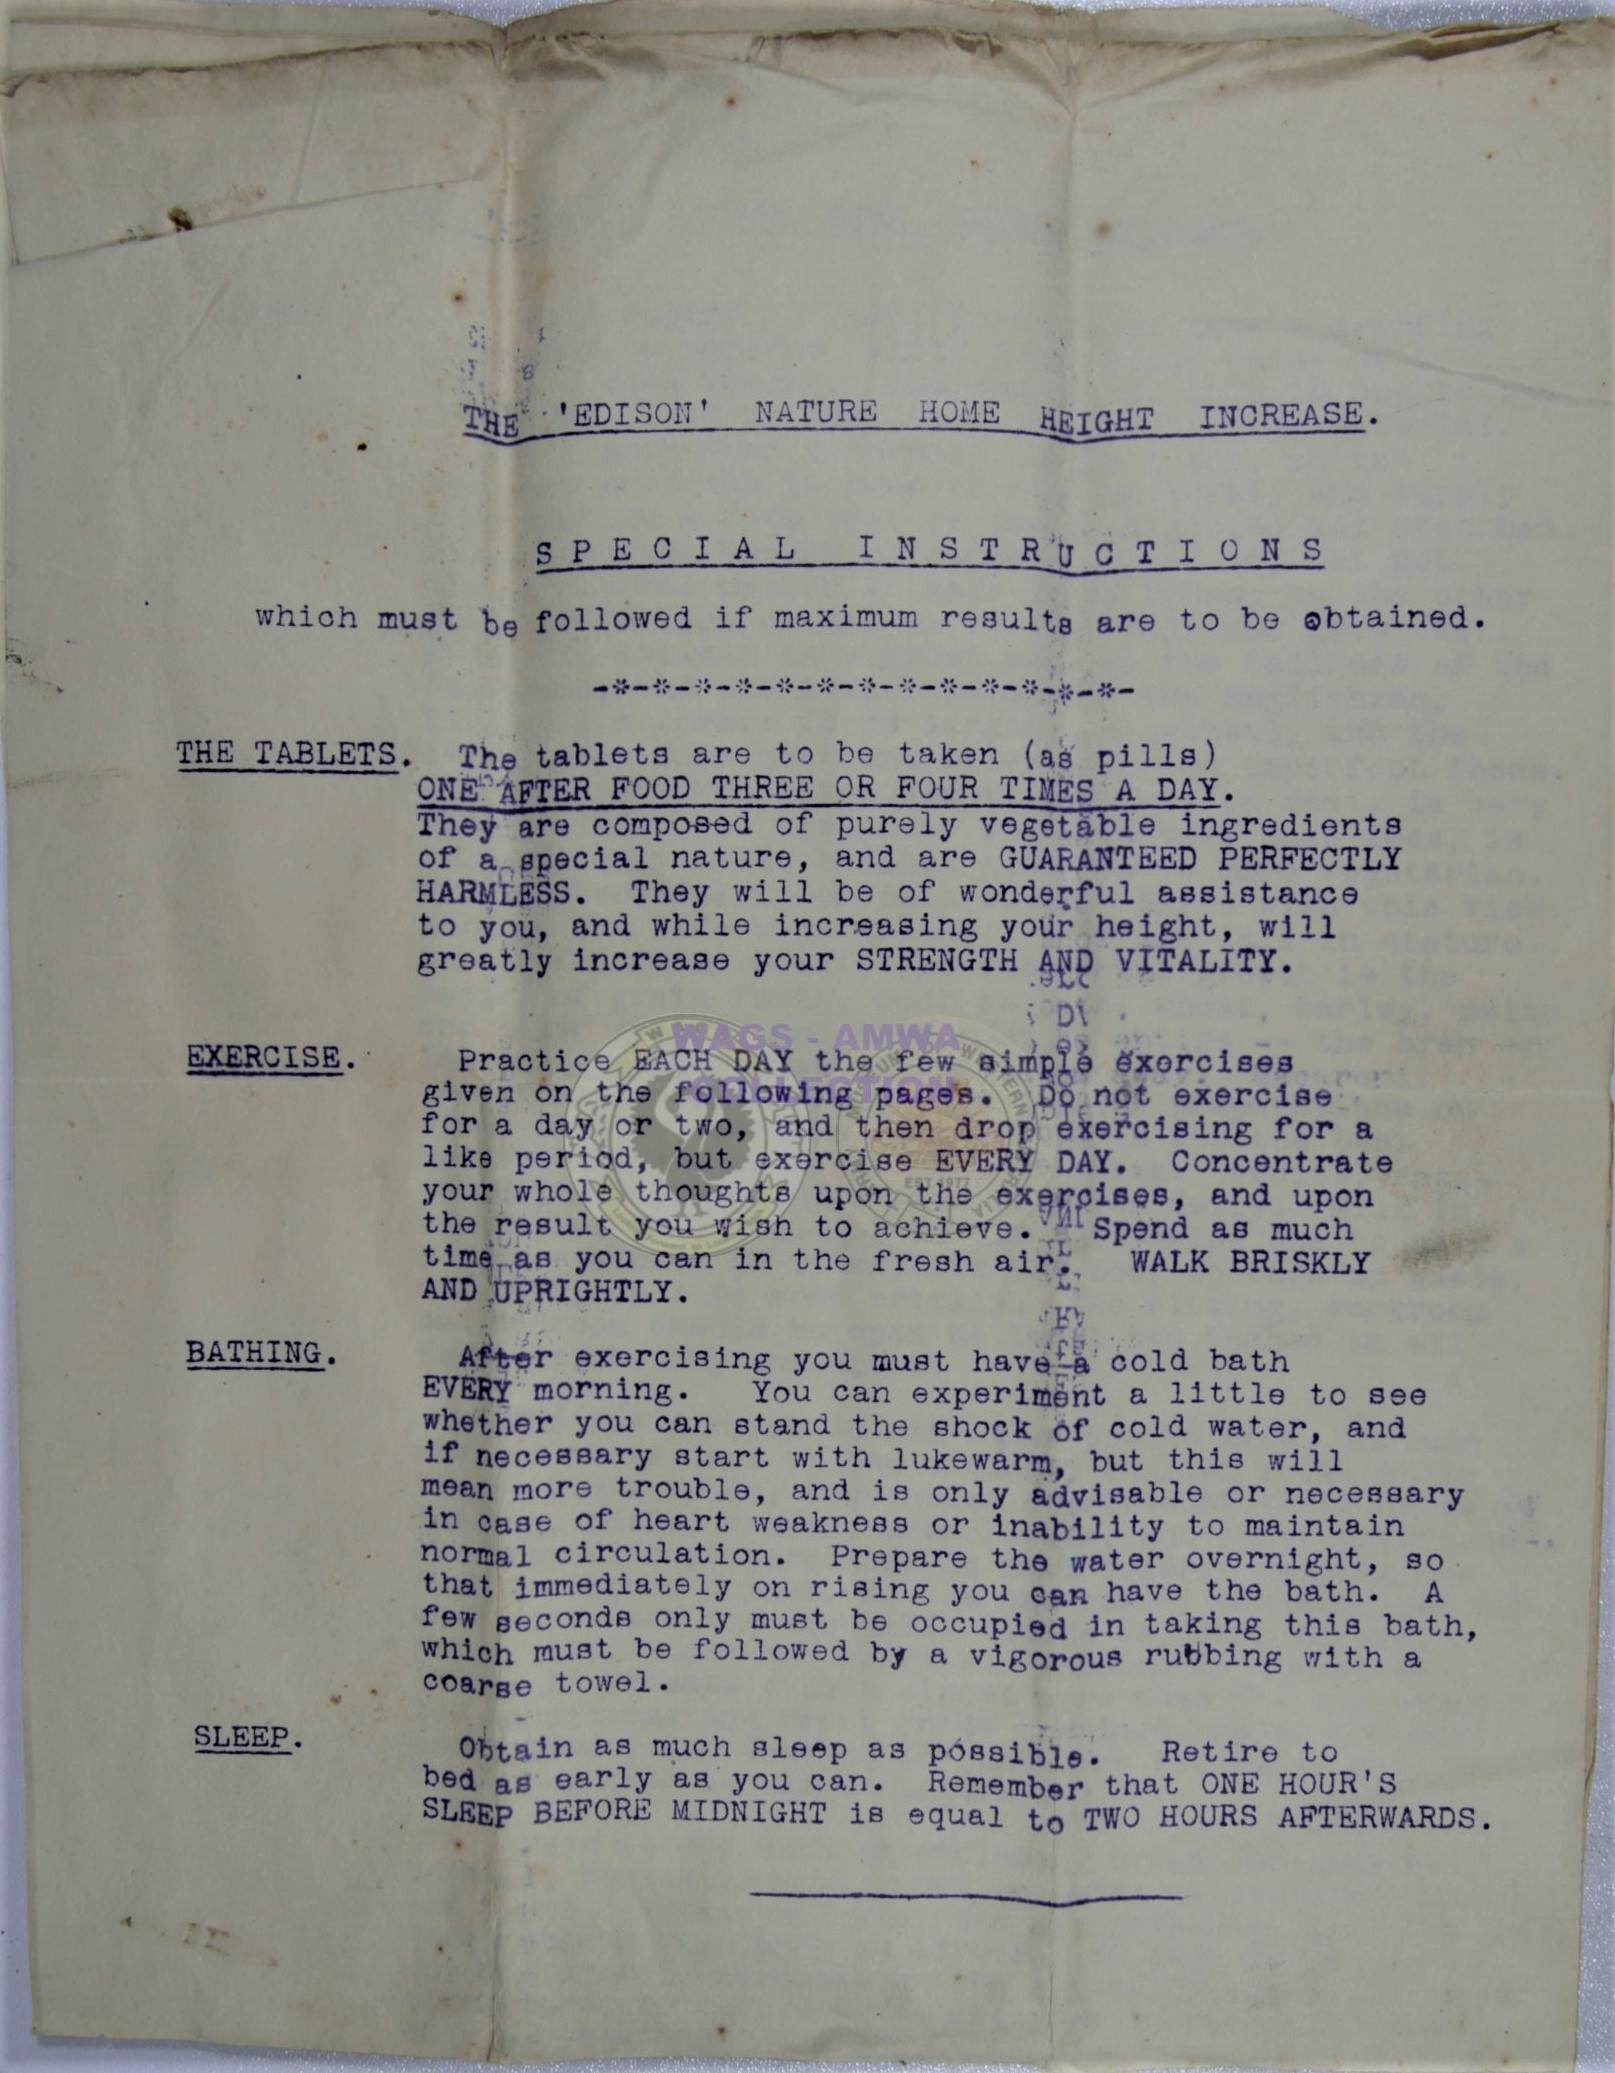 THE 'EDISON' NATURE HOME HEIGHT INCREASE.
SPECIAL INSTRUCTIONS
which must be followed if maximum results are to be obtained.
-*-*-*-*-*-*-*-*-*-*-*-*-*-
THE TABLETS. The tablets are to be taken (as pills)
ONE AFTER FOOD THREE OR FOUR TIMES A DAY.
They are composed of purely vegetable ingredients
of a special nature, and are GUARANTEED PERFECTLY
HARMLESS. They will be of wonderful assistance
to you, and while increasing your height, will
greatly increase your STRENGTH AND VITALITY.
WAGS - AMWA
COLLECTION
EXERCISE. Practice EACH DAY the few simple exercises
given on the following pages. Do not exercise
for a day or two, and then drop exercising for a
like period, but exercise EVERY DAY. Concentrate
your whole thoughts upon the exercises, and upon
the result you wish to achieve. Spend as much
time as you can in the fresh air. WALK BRISKLY
AND UPRIGHTLY.
BATHING. After exercising you must have a cold bath
EVERY morning. You can experiment a little to see
whether you can stand the shock of cold water, and
if necessary start with lukewarm, but this will
mean more trouble, and is only advisable or necessary
in case of heart weakness or inability to maintain
normal circulation. Prepare the water overnight, so
that immediately on rising you can have the bath. A
few seconds only must be occupied in taking this bath,
which must be followed by a vigorous rubbing with a
coarse towel.
SLEEP. Obtain as much sleep as possible. Retire to
bed as early as you can. Remember that ONE HOUR'S
SLEEP BEFORE MIDNIGHT is equal to TWO HOURS AFTERWARDS.